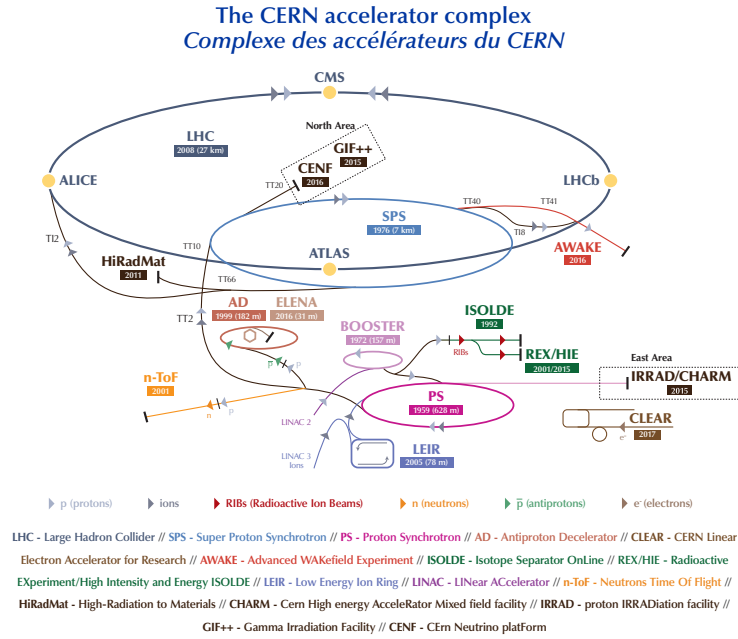 The CERN accelerator complex
Complexe des accélérateurs du CERN
CMS
North Area
LHC
2008 (27 km)
GIF++
2015
CENF
2016
TT20
ALICE
LHCb
TT40
TT41
SPS
1976 (7 km)
TI8
TI2
TT10
ATLAS
AWAKE
2016
HiRadMat
2011
TT66
AD
1999 (182 m)
ELENA
2016 (31 m)
TT2
BOOSTER
1972 (157 m)
ISOLDE
1992
RIBs
REX/HIE
2001/2015
East Area
p
p
n-ToF
2001
IRRAD/CHARM
2015
PS
1959 (628 m)
n
p
LINAC 2
CLEAR
2017
e-
LINAC 3
Ions
LEIR
2005 (78 m)
p (protons)
ions
RIBs (Radioactive Ion Beams)
n (neutrons)
p̅ (antiprotons)
e- (electrons)
LHC - Large Hadron Collider // SPS - Super Proton Synchrotron // PS - Proton Synchrotron // AD - Antiproton Decelerator // CLEAR - CERN Linear
Electron Accelerator for Research // AWAKE - Advanced WAKefield Experiment // ISOLDE - Isotope Separator OnLine // REX/HIE - Radioactive
EXperiment/High Intensity and Energy ISOLDE // LEIR - Low Energy Ion Ring // LINAC - LINear ACcelerator // n-ToF - Neutrons Time Of Flight //
HiRadMat - High-Radiation to Materials // CHARM - Cern High energy AcceleRator Mixed field facility // IRRAD - proton IRRADiation facility //
GIF++ - Gamma Irradiation Facility // CENF - CErn Neutrino platForm